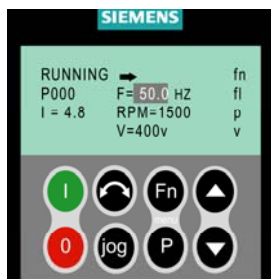 SIEMENS
RUNNING ➡ fn
P000 F= 50.0 HZ fl
I = 4.8 RPM=1500 p
V=400v v
I Fn
menu
0 jog P